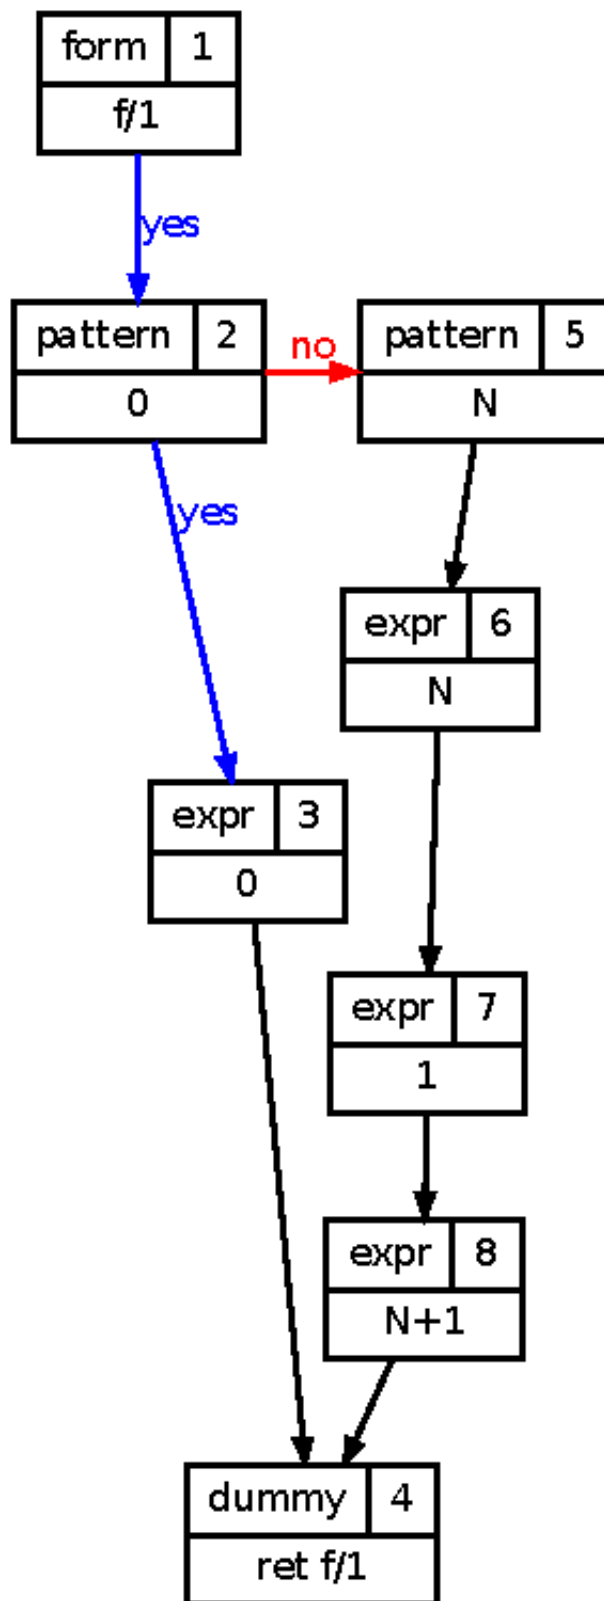 form 1
f/1
yes
pattern 2
0
no
pattern 5
N
yes
expr 6
N
expr 3
0
expr 7
1
expr 8
N+1
dummy 4
ret f/1